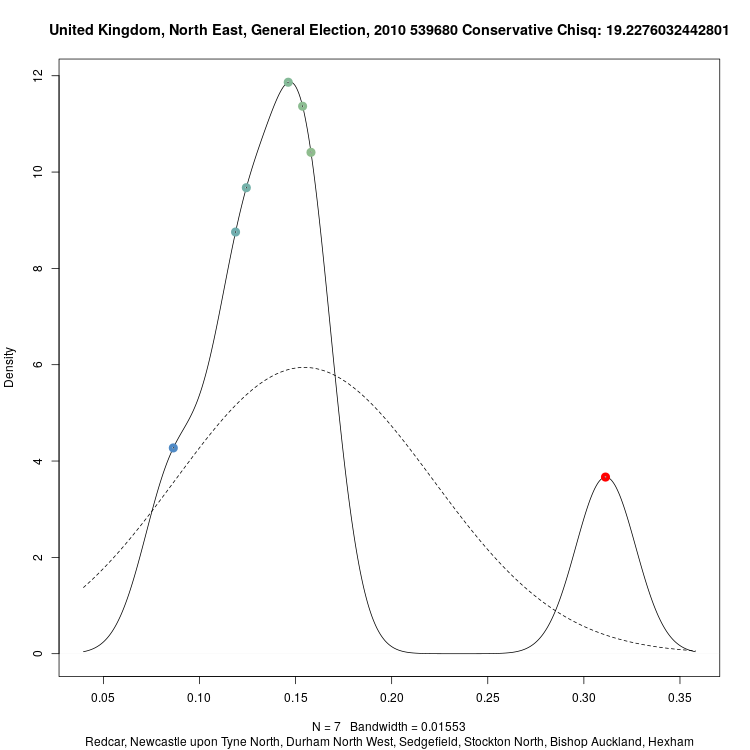 United Kingdom, North East, General Election, 2010 539680 Conservative Chisq: 19.2276032442801
12
10
8
6
4
2
0
Density
0.05 0.10 0.15 0.20 0.25 0.30 0.35
N = 7 Bandwidth = 0.01553
Redcar, Newcastle upon Tyne North, Durham North West, Sedgefield, Stockton North, Bishop Auckland, Hexham